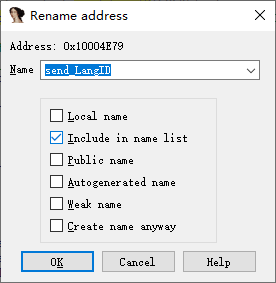 Rename address
Address: 0x10004E79
Name send_LangID
Local name
Include in name list
Public name
Autogenerated name
Weak name
Create name anyway
OK Cancel Help